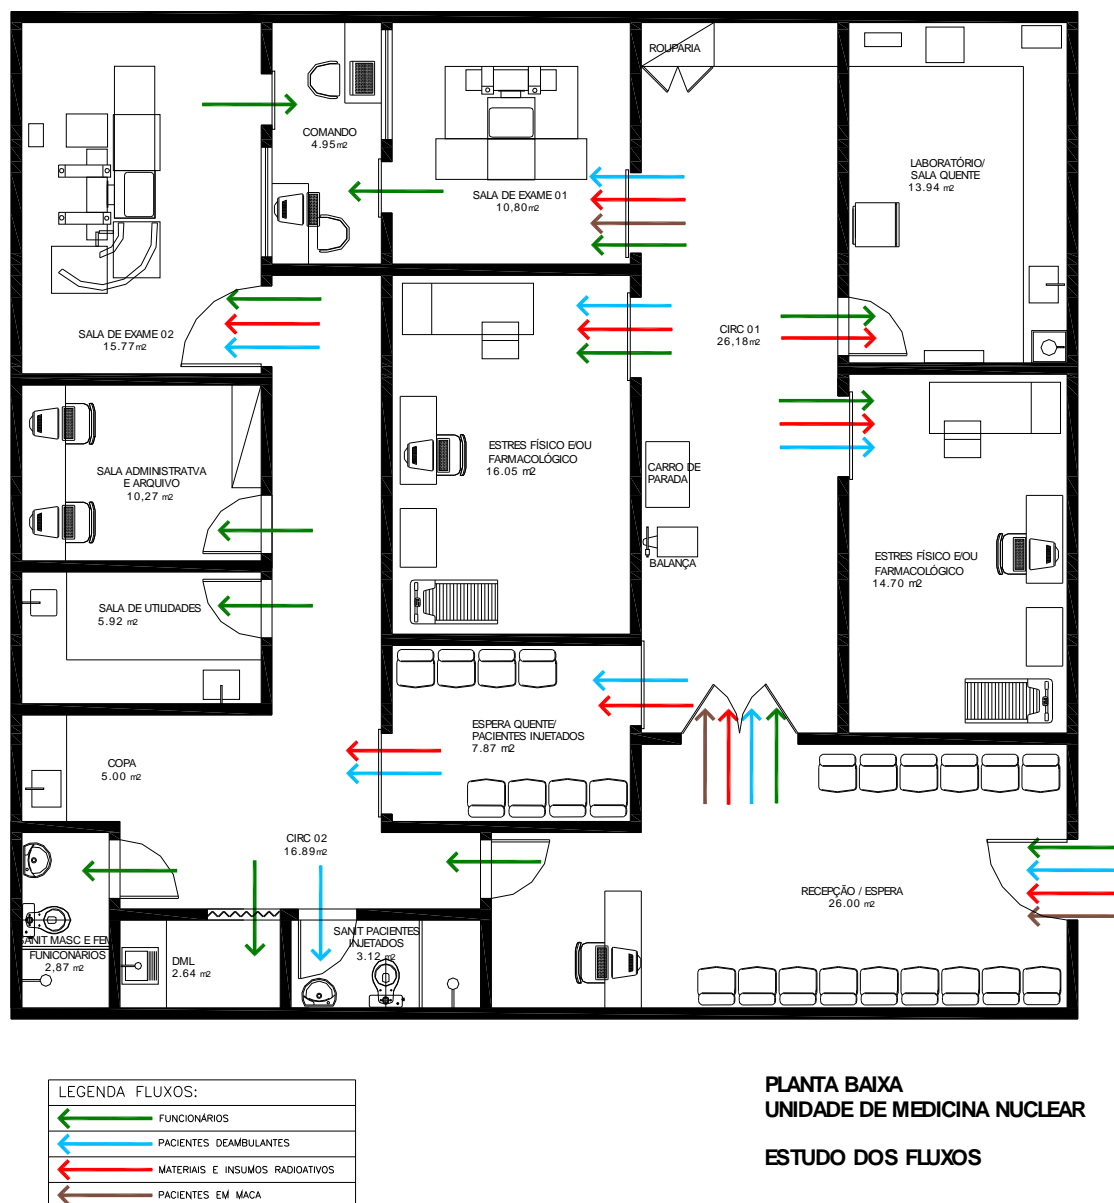 ROUPARIA
COMANDO
4.95m2
LABORATÓRIO/
SALA QUENTE
13.94 m2
SALA DE EXAME 01
10,80m2
SALA DE EXAME 02
15.77m2
CIRC 01
26,18m2
SALA ADMINISTRATVA
E ARQUIVO
10,27 m2
ESTRES FÍSICO E/OU
FARMACOLÓGICO
16.05 m2
CARRO DE
PARADA
BALANÇA
ESTRES FÍSICO E/OU
FARMACOLÓGICO
14.70 m2
SALA DE UTILIDADES
5.92 m2
ESPERA QUENTE/
PACIENTES INJETADOS
7.87 m2
COPA
5.00 m2
CIRC 02
16.89m2
RECEPÇÃO / ESPERA
26.00 m2
SANIT MASC E FEM
FUNICONÁRIOS
2,87 m2
DML
2.64 m2
SANIT PACIENTES
INJETADOS
3.12 m2
LEGENDA FLUXOS:
FUNCIONÁRIOS
PACIENTES DEAMBULANTES
MATERIAIS E INSUMOS RADIOATIVOS
PACIENTES EM MACA
PLANTA BAIXA
UNIDADE DE MEDICINA NUCLEAR
ESTUDO DOS FLUXOS